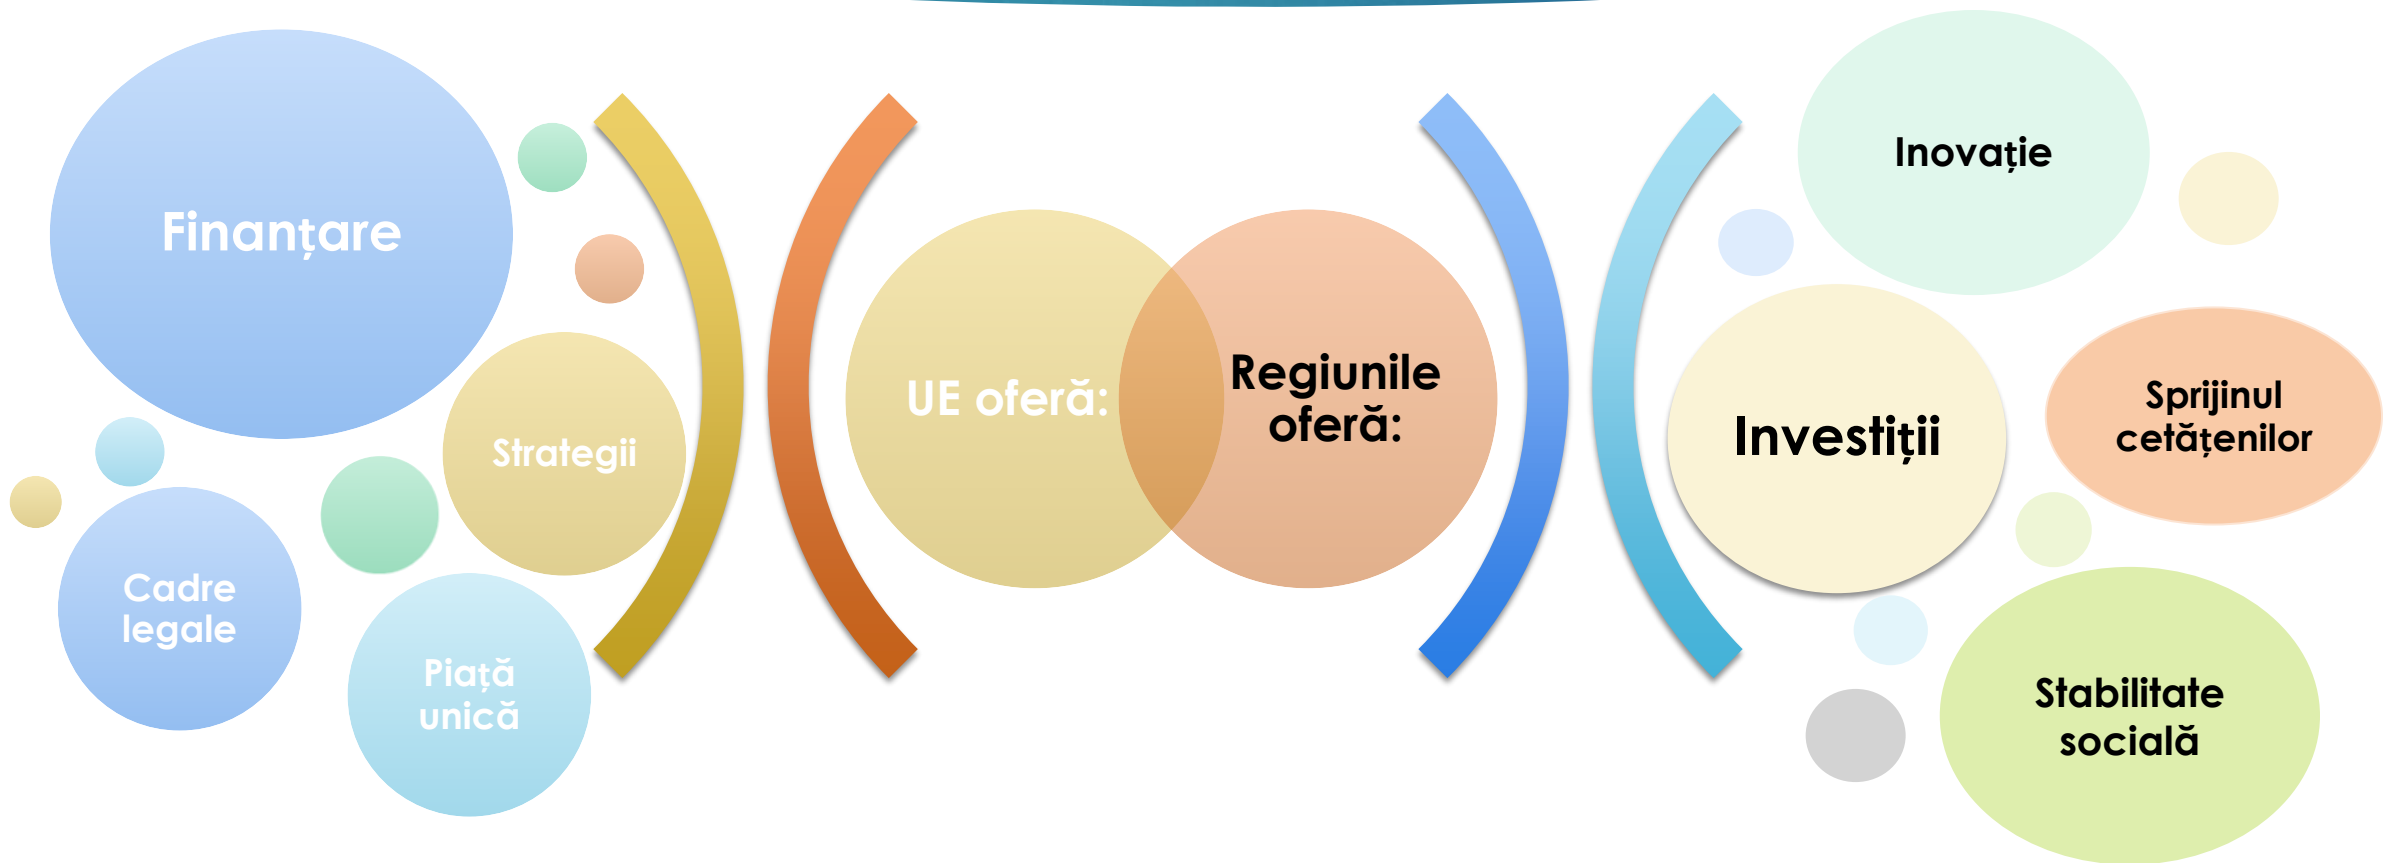 Finanțare
Strategii
Cadre
legale
Piață
unică
UE oferă:
Regiunile
oferă:
Inovație
Investiții
Sprijinul
cetățenilor
Stabilitate
socială